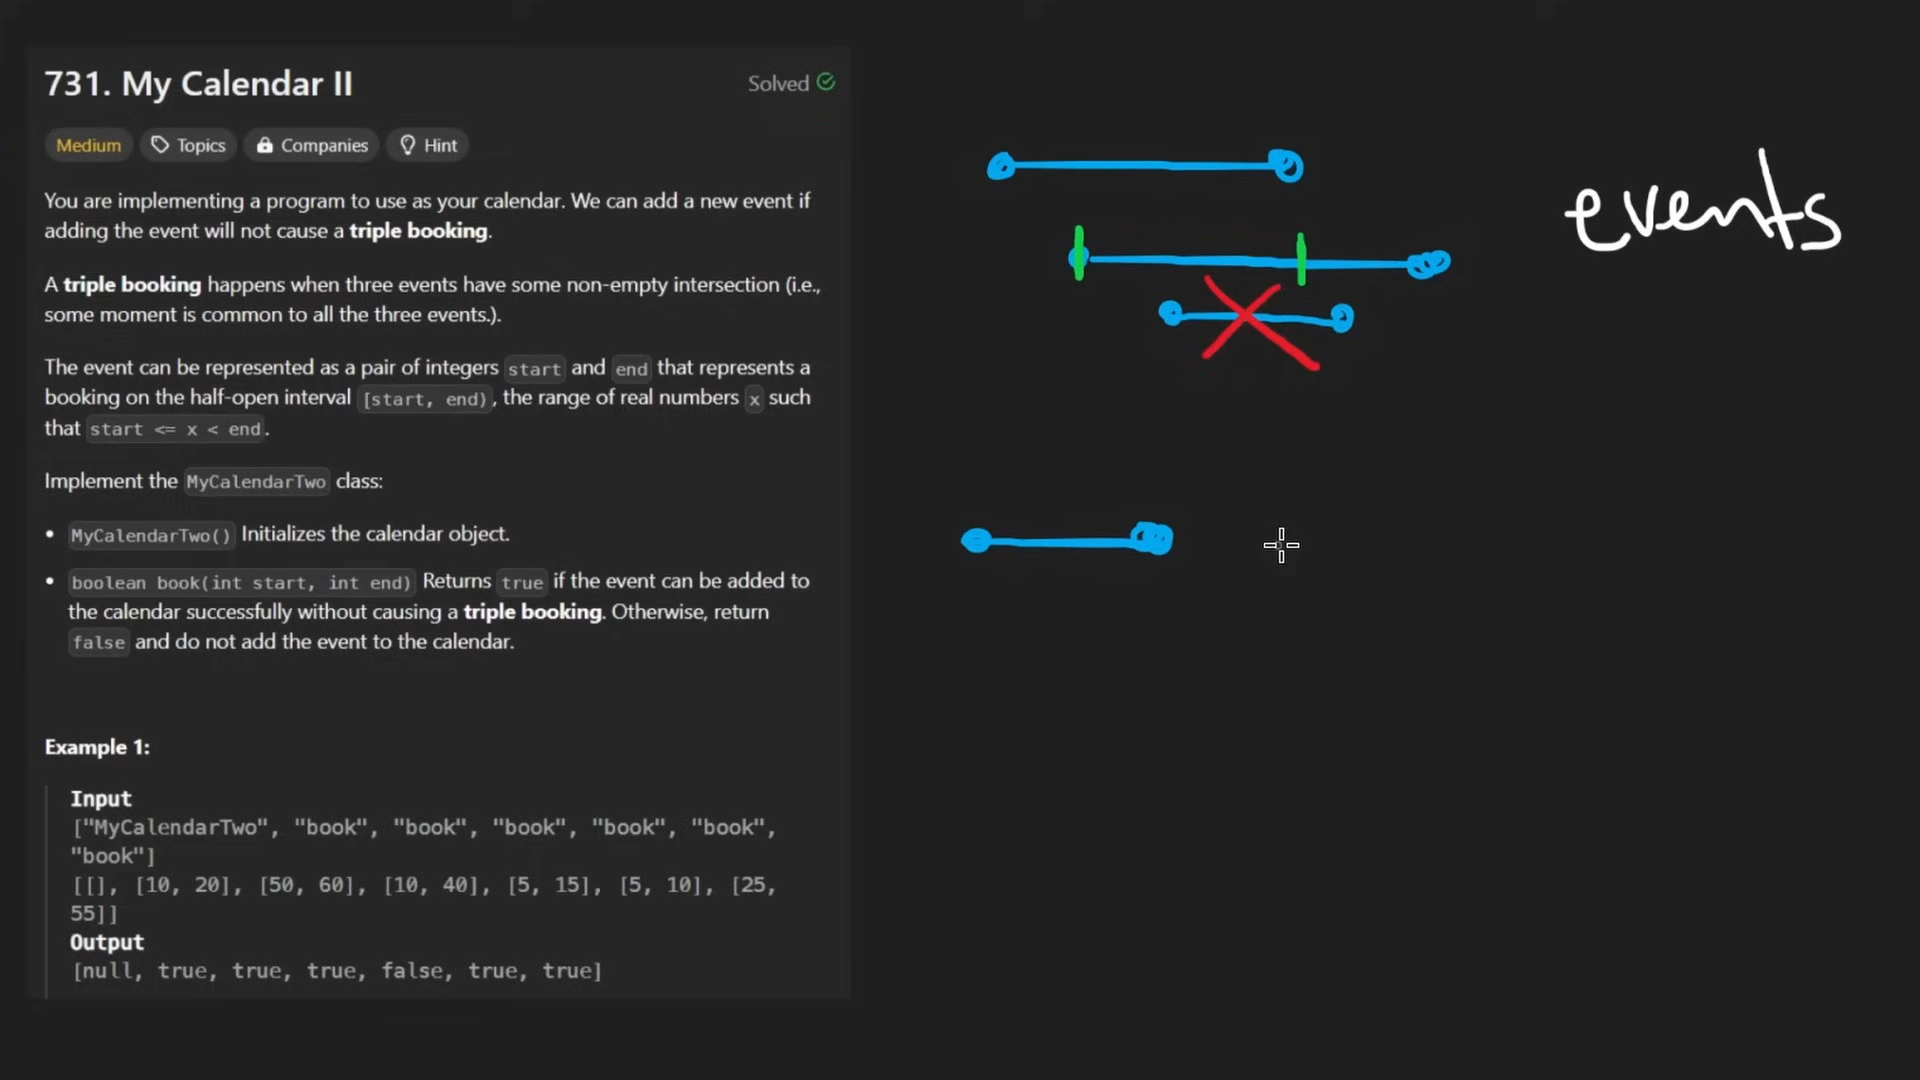 731. My Calendar II
Solved
Medium
Topics
Companies
Hint
You are implementing a program to use as your calendar. We can add a new event if
adding the event will not cause a triple booking.
A triple booking happens when three events have some non-empty intersection (i.e.,
some moment is common to all the three events.).
The event can be represented as a pair of integers start and end that represents a
booking on the half-open interval [start, end), the range of real numbers x such
that start <= x < end.
Implement the MyCalendarTwo class:
• MyCalendarTwo() Initializes the calendar object.
• boolean book(int start, int end) Returns true if the event can be added to
the calendar successfully without causing a triple booking. Otherwise, return
false and do not add the event to the calendar.
Example 1:
Input
["MyCalendarTwo", "book", "book", "book", "book", "book",
"book"]
[[], [10, 20], [50, 60], [10, 40], [5, 15], [5, 10], [25,
55]]
Output
[null, true, true, true, false, true, true]
events